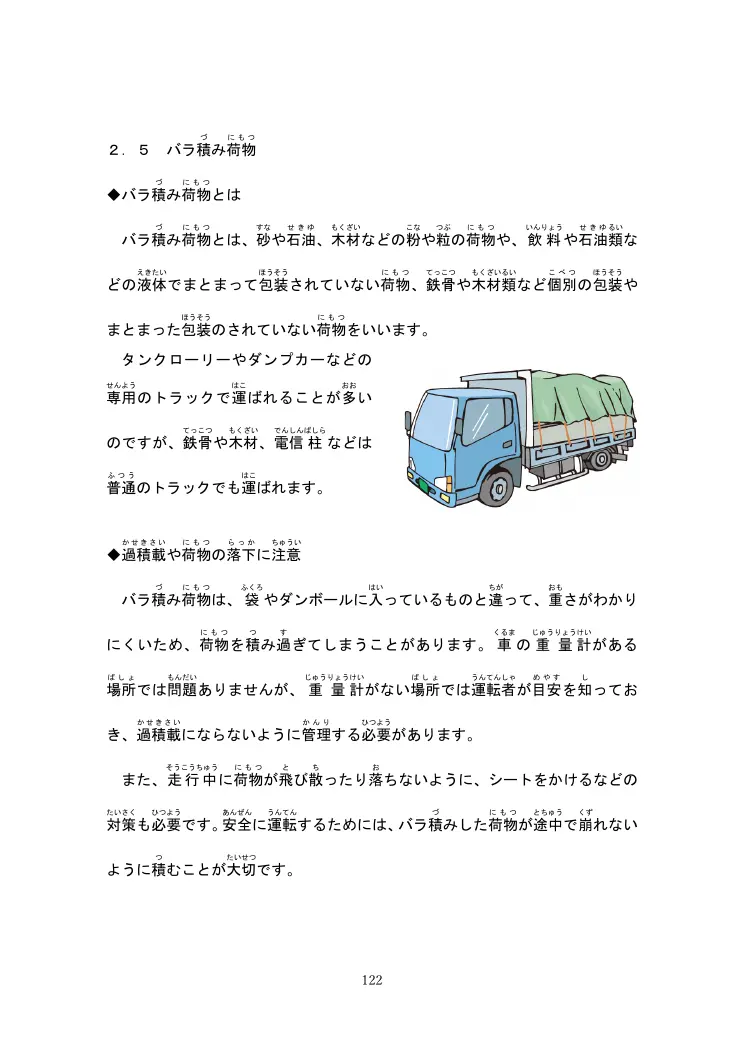 ２．５　バラ積み荷物
◆バラ積み荷物とは
バラ積み荷物とは、砂や石油、木材などの粉や粒の荷物や、飲料や石油類な
どの液体でまとまって包装されていない荷物、鉄骨や木材類など個別の包装や
まとまった包装のされていない荷物をいいます。
タンクローリーやダンプカーなどの
専用のトラックで運ばれることが多い
のですが、鉄骨や木材、電信柱などは
普通のトラックでも運ばれます。
◆過積載や荷物の落下に注意
バラ積み荷物は、袋やダンボールに入っているものと違って、重さがわかり
にくいため、荷物を積み過ぎてしまうことがあります。車の重量計がある
場所では問題ありませんが、重量計がない場所では運転者が目安を知ってお
き、過積載にならないように管理する必要があります。
また、走行中に荷物が飛び散ったり落ちないように、シートをかけるなどの
対策も必要です。安全に運転するためには、バラ積みした荷物が途中で崩れない
ように積むことが大切です。
122